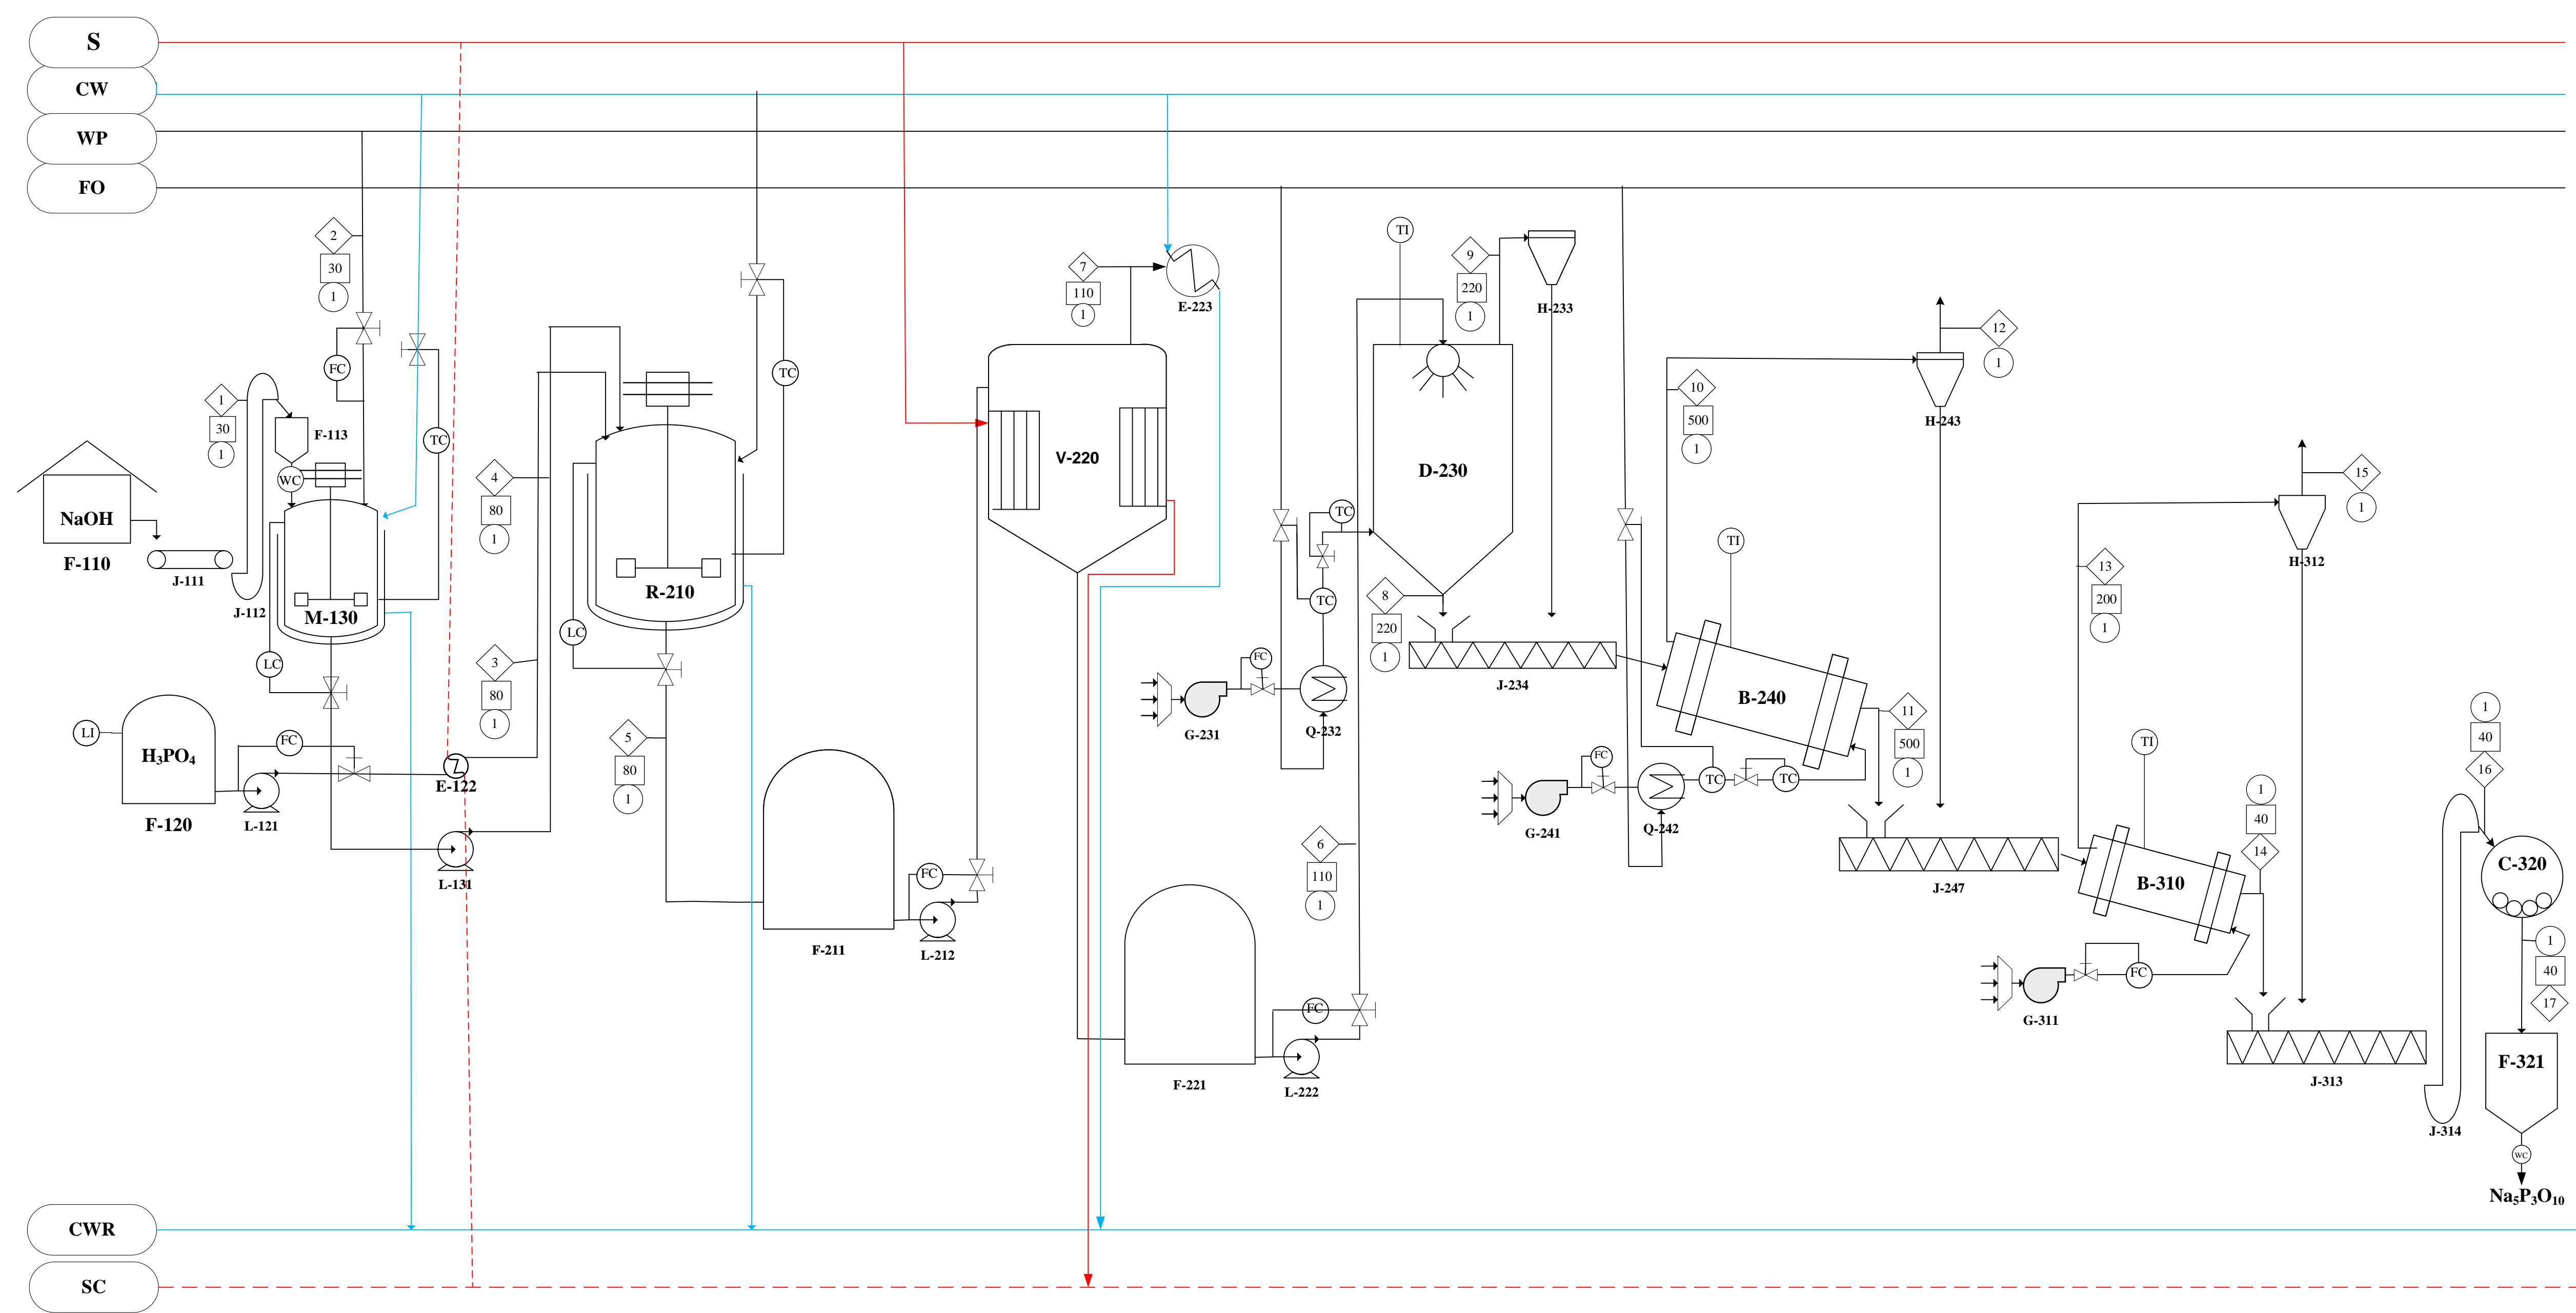 S
CW
WP
FO
2
30
1
FC
TC
1
30
1
F-113
WC
NaOH
F-110
J-111
J-112
M-130
LC
LI
H₃PO₄
F-120
FC
L-121
E-122
L-131
4
80
1
3
80
1
TC
R-210
LC
5
80
1
F-211
FC
L-212
7
110
1
E-223
V-220
F-221
FC
L-222
6
110
1
TI
9
220
1
H-233
D-230
TC
TC
8
220
1
J-234
FC
G-231
Q-232
10
500
1
12
1
H-243
TI
B-240
11
500
1
FC
G-241
Q-242
TC
TC
J-247
15
1
H-312
13
200
1
TI
B-310
1
40
14
FC
G-311
J-313
J-314
1
40
16
C-320
1
40
17
F-321
WC
Na₅P₃O₁₀
CWR
SC